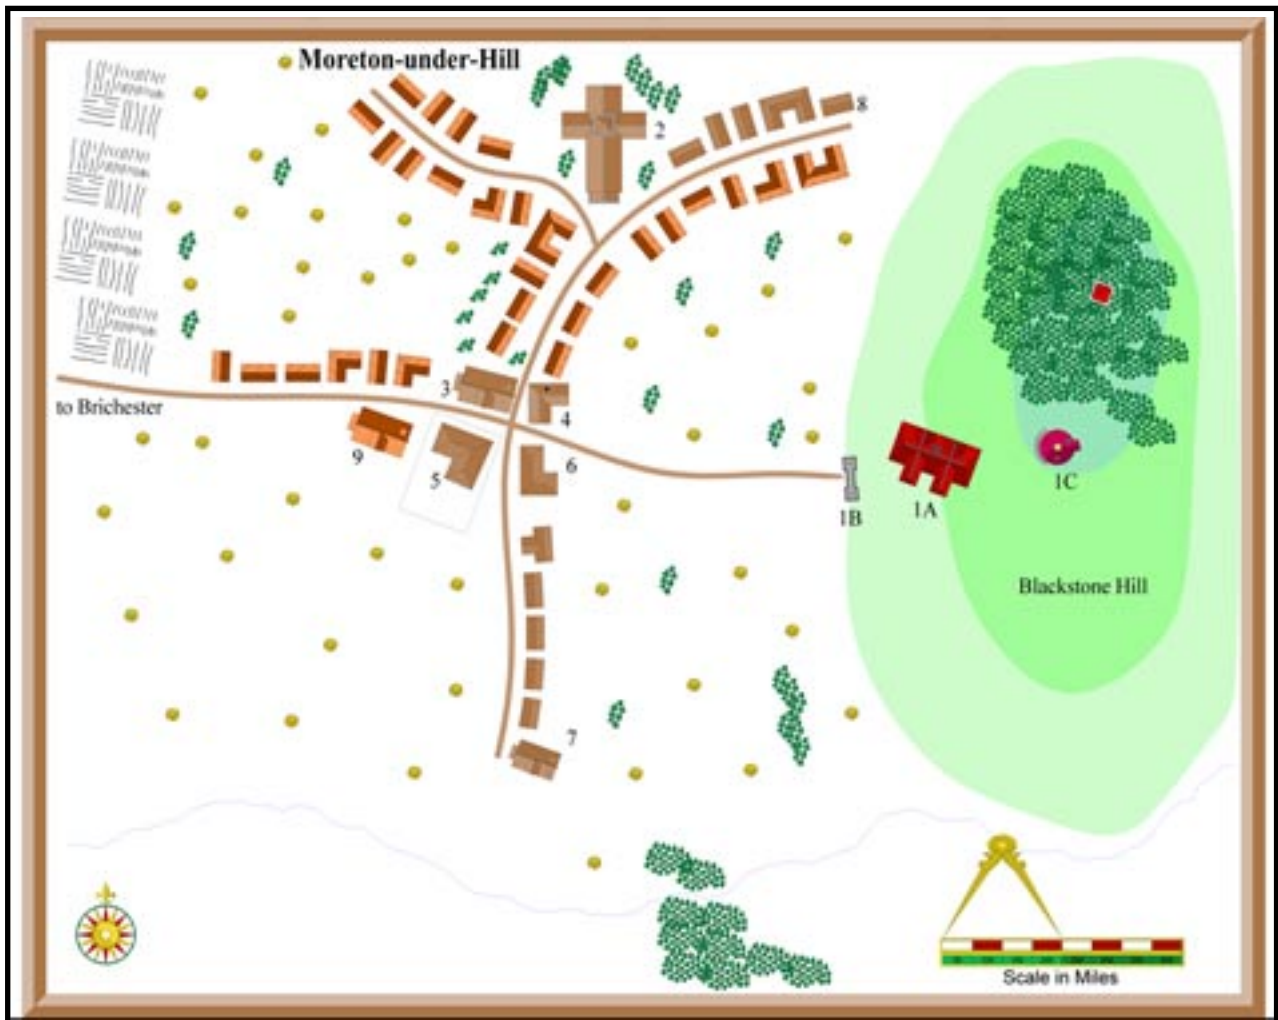 Moreton-under-Hill
8
2
3
to Brichester
4
9
5
6
1C
1B
1A
Blackstone Hill
7
Scale in Miles